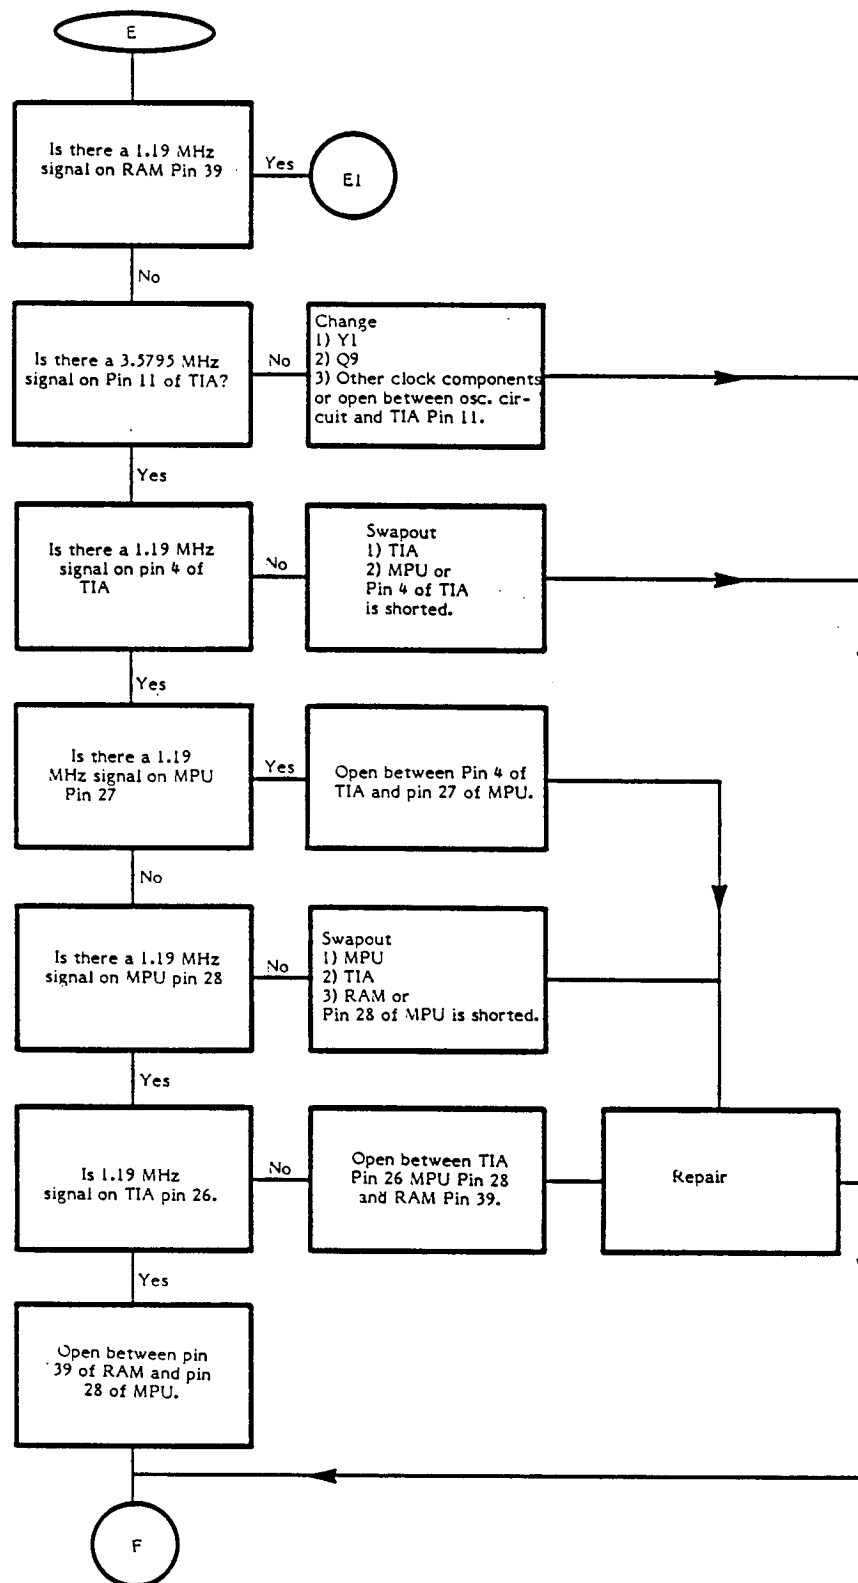 E
Is there a 1.19 MHz
signal on RAM Pin 39
Yes
E1
No
Is there a 3.5795 MHz
signal on Pin 11 of TIA?
No
Change
1) Y1
2) Q9
3) Other clock components
or open between osc. cir-
cuit and TIA Pin 11.
Yes
Is there a 1.19 MHz
signal on pin 4 of
TIA
No
Swapout
1) TIA
2) MPU or
Pin 4 of TIA
is shorted.
Yes
Is there a 1.19
MHz signal on MPU
Pin 27
Yes
Open between Pin 4 of
TIA and pin 27 of MPU.
No
Is there a 1.19 MHz
signal on MPU pin 28
No
Swapout
1) MPU
2) TIA
3) RAM or
Pin 28 of MPU is shorted.
Yes
Is 1.19 MHz
signal on TIA pin 26.
No
Open between TIA
Pin 26 MPU Pin 28
and RAM Pin 39.
Repair
Yes
Open between pin
39 of RAM and pin
28 of MPU.
F